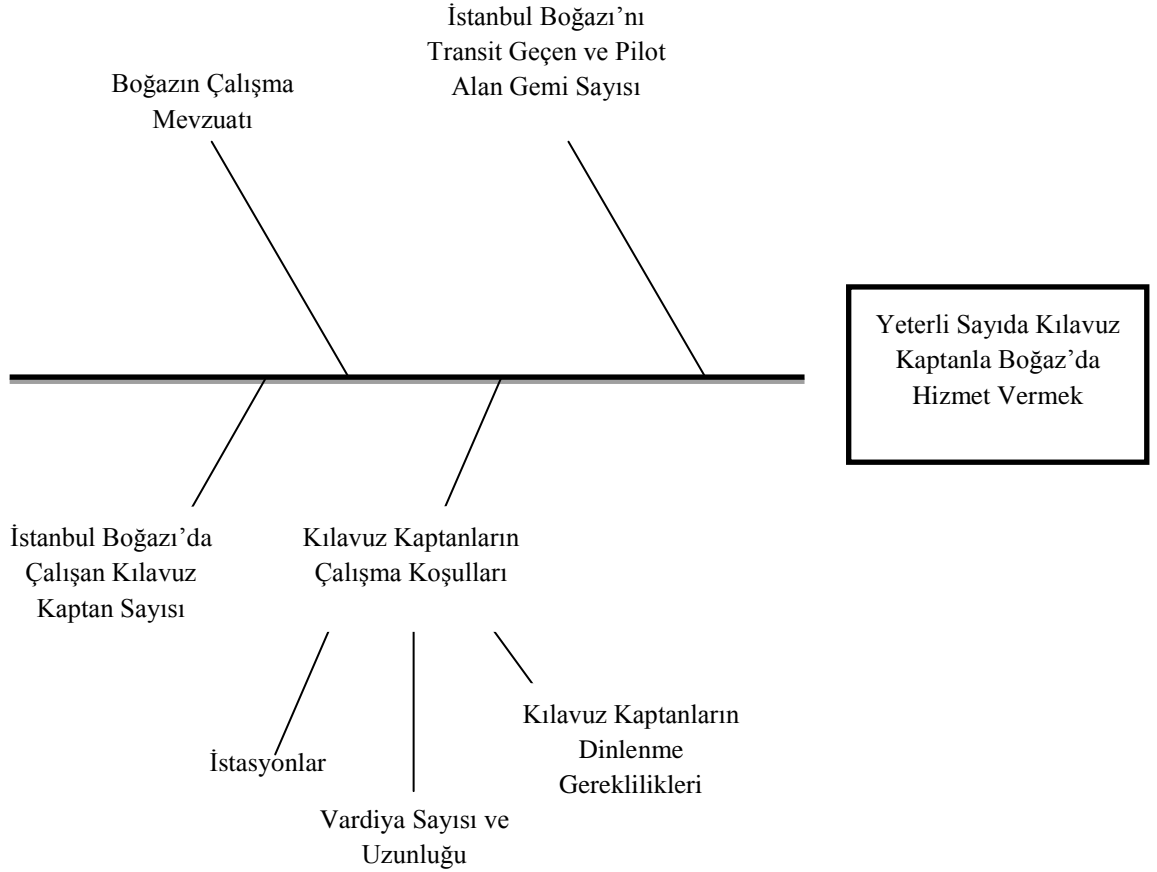 İstanbul Boğazı’nı
Transit Geçen ve Pilot
Alan Gemi Sayısı
Boğazın Çalışma
Mevzuatı
Yeterli Sayıda Kılavuz
Kaptanla Boğaz’da
Hizmet Vermek
İstanbul Boğazı’da
Çalışan Kılavuz
Kaptan Sayısı
Kılavuz Kaptanların
Çalışma Koşulları
İstasyonlar
Vardiya Sayısı ve
Uzunluğu
Kılavuz Kaptanların
Dinlenme
Gereklilikleri